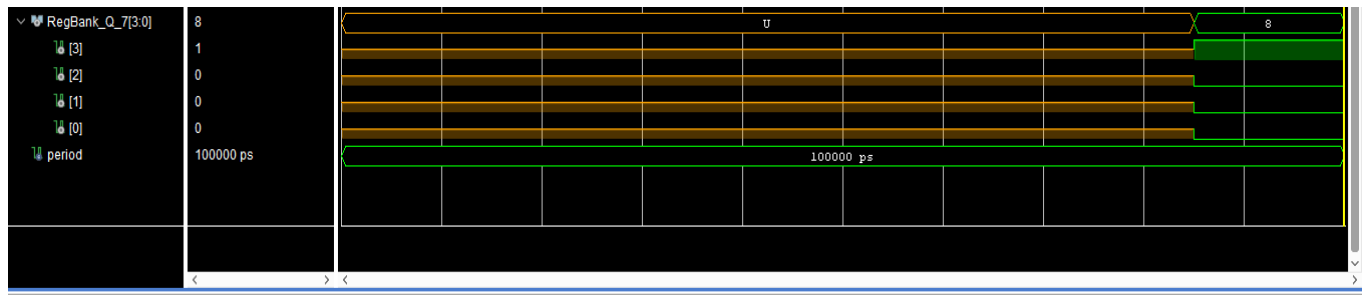 RegBank_Q_7[3:0] 8 U 8
[3] 1
[2] 0
[1] 0
[0] 0
period 100000 ps 100000 ps